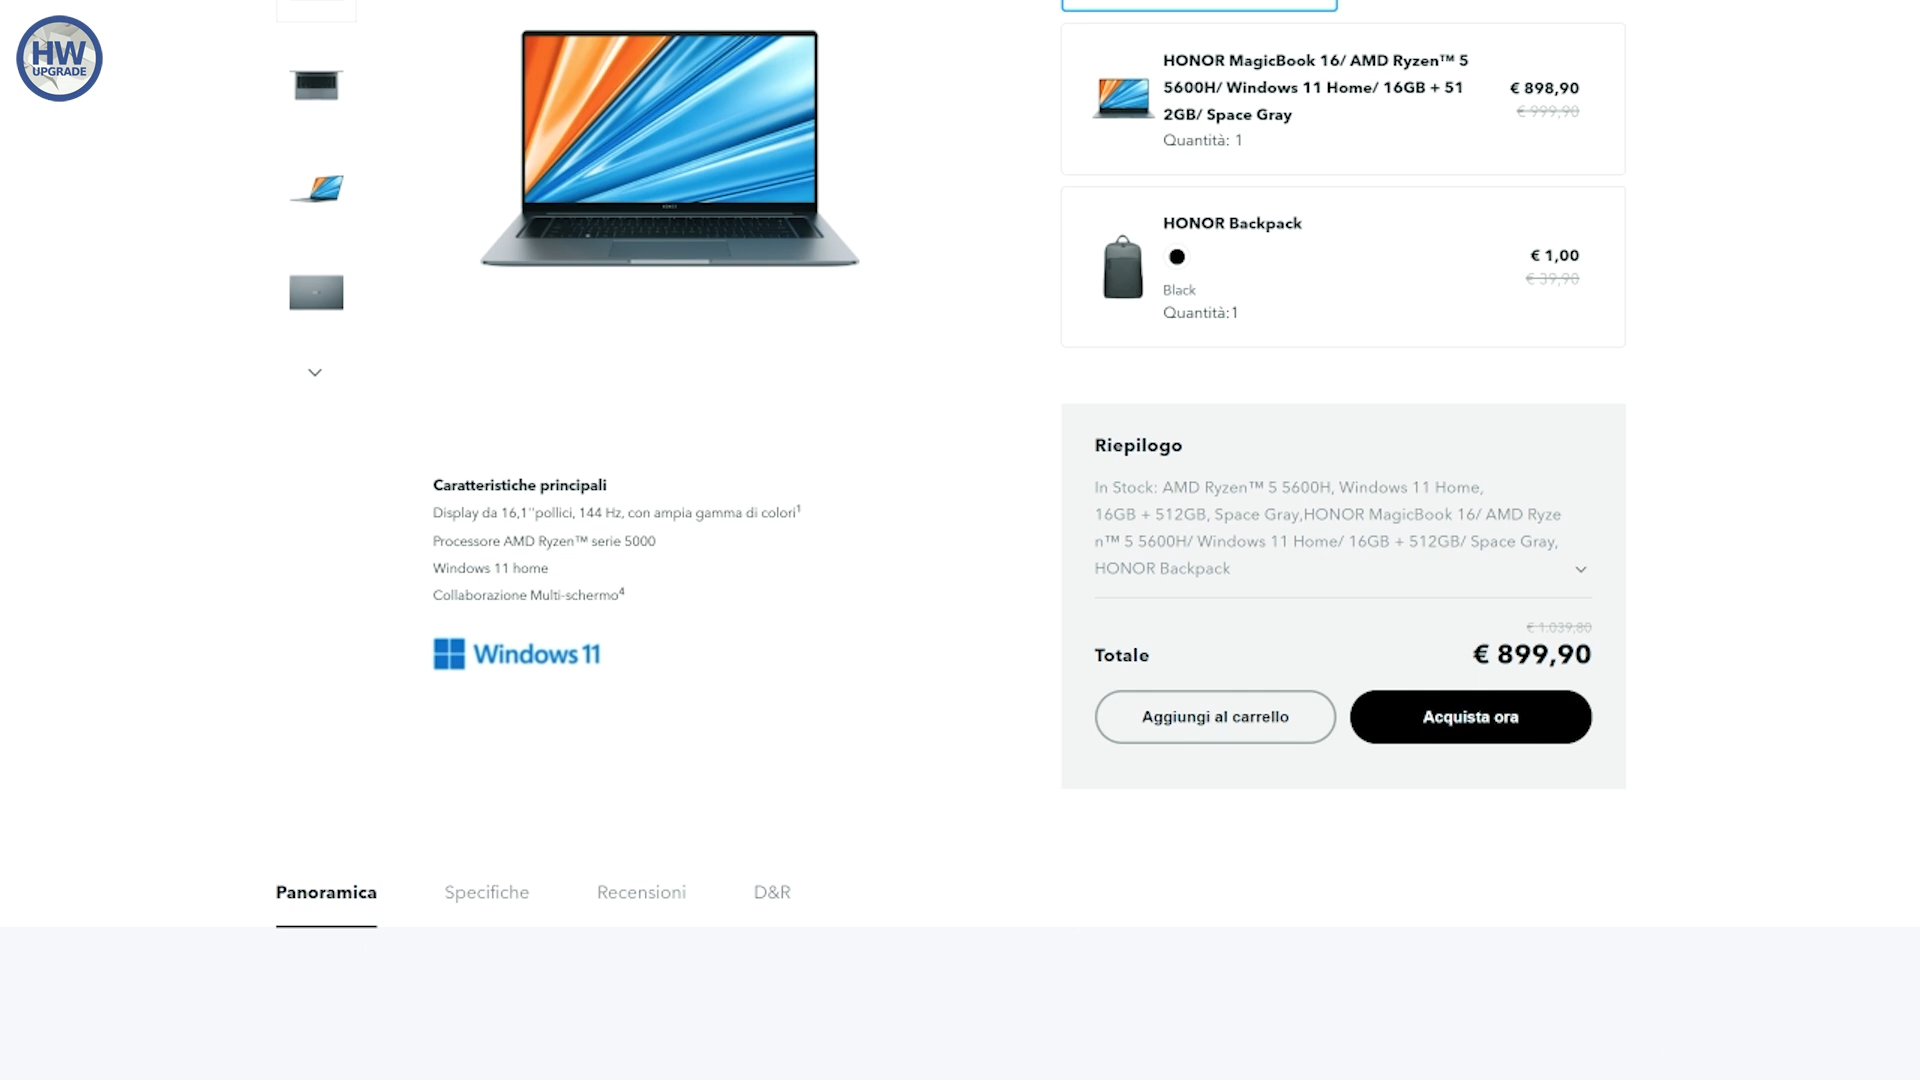 HW
UPGRADE
HONOR
HONOR MagicBook 16/ AMD Ryzen™ 5
5600H/ Windows 11 Home/ 16GB + 51
2GB/ Space Gray
Quantità: 1
€ 898,90
€ 999,90
HONOR Backpack
Black
Quantità:1
€ 1,00
€ 39,90
Caratteristiche principali
Display da 16,1''pollici, 144 Hz, con ampia gamma di colori1
Processore AMD Ryzen™ serie 5000
Windows 11 home
Collaborazione Multi-schermo4
Windows 11
Riepilogo
In Stock: AMD Ryzen™ 5 5600H, Windows 11 Home,
16GB + 512GB, Space Gray,HONOR MagicBook 16/ AMD Ryze
n™ 5 5600H/ Windows 11 Home/ 16GB + 512GB/ Space Gray,
HONOR Backpack
€ 1.039,80
Totale
€ 899,90
Aggiungi al carrello
Acquista ora
Panoramica
Specifiche
Recensioni
D&R